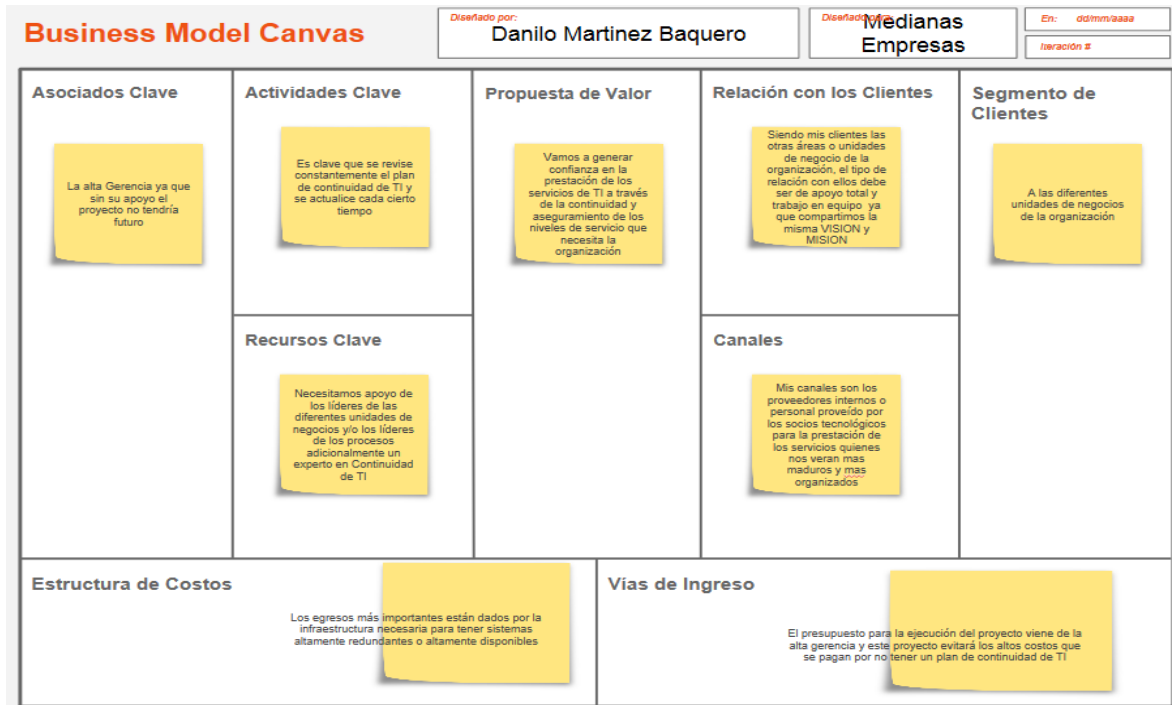 Business Model Canvas
Diseñado por:
Danilo Martinez Baquero
Diseñado para:
Medianas
Empresas
En: dd/mm/aaaa
Iteración #
Asociados Clave
La alta Gerencia ya que
sin su apoyo el
proyecto no tendría
futuro
Actividades Clave
Es clave que se revise
constantemente el plan
de continuidad de TI y
se actualice cada cierto
tiempo
Recursos Clave
Necesitamos apoyo de
los líderes de las
diferentes unidades de
negocios y/o los líderes
de los procesos
adicionalmente un
experto en Continuidad
de TI
Propuesta de Valor
Vamos a generar
confianza en la
prestación de los
servicios de TI a través
de la continuidad y
aseguramiento de los
niveles de servicio que
necesita la
organización
Relación con los Clientes
Siendo mis clientes las
otras áreas o unidades
de negocio de la
organización, el tipo de
relación con ellos debe
ser de apoyo total y
trabajo en equipo ya
que compartimos la
misma VISION y
MISION
Canales
Mis canales son los
proveedores internos o
personal proveído por
los socios tecnológicos
para la prestación de
los servicios quienes
nos veran mas
maduros y mas
organizados
Segmento de
Clientes
A las diferentes
unidades de negocios
de la organización
Estructura de Costos
Los egresos más importantes están dados por la
infraestructura necesaria para tener sistemas
altamente redundantes o altamente disponibles
Vías de Ingreso
El presupuesto para la ejecución del proyecto viene de la
alta gerencia y este proyecto evitará los altos costos que
se pagan por no tener un plan de continuidad de TI